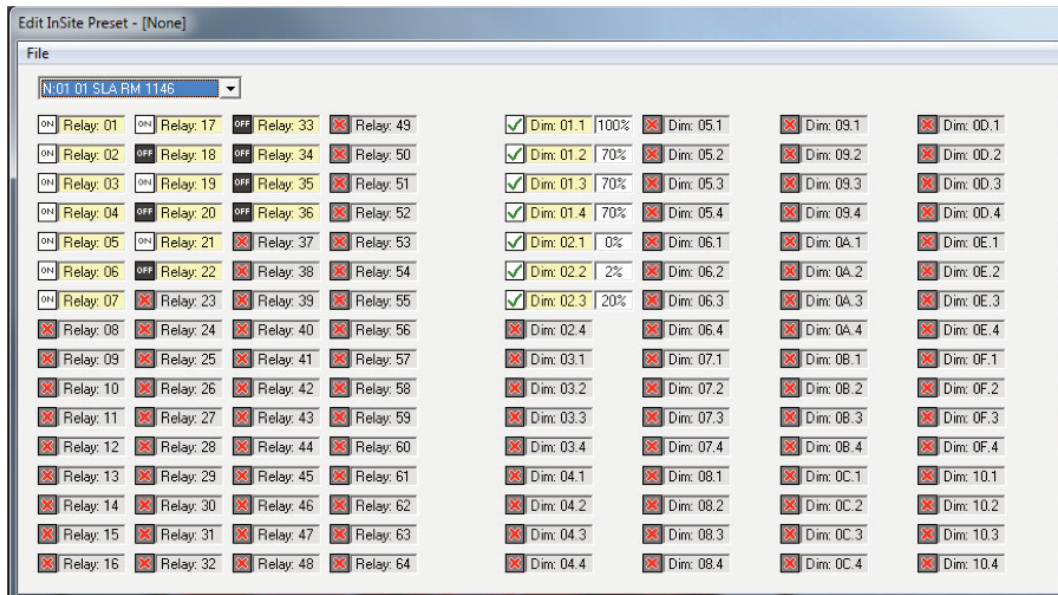 Edit InSite Preset - [None]
File
N:01 01 SLA RM 1146
ON Relay: 01 ON Relay: 17 OFF Relay: 33 Relay: 49 Dim: 01.1 100% Dim: 05.1 Dim: 09.1 Dim: 0D.1
ON Relay: 02 OFF Relay: 18 OFF Relay: 34 Relay: 50 Dim: 01.2 70% Dim: 05.2 Dim: 09.2 Dim: 0D.2
ON Relay: 03 ON Relay: 19 OFF Relay: 35 Relay: 51 Dim: 01.3 70% Dim: 05.3 Dim: 09.3 Dim: 0D.3
ON Relay: 04 OFF Relay: 20 OFF Relay: 36 Relay: 52 Dim: 01.4 70% Dim: 05.4 Dim: 09.4 Dim: 0D.4
ON Relay: 05 ON Relay: 21 Relay: 37 Relay: 53 Dim: 02.1 0% Dim: 06.1 Dim: 0A.1 Dim: 0E.1
ON Relay: 06 OFF Relay: 22 Relay: 38 Relay: 54 Dim: 02.2 2% Dim: 06.2 Dim: 0A.2 Dim: 0E.2
ON Relay: 07 Relay: 23 Relay: 39 Relay: 55 Dim: 02.3 20% Dim: 06.3 Dim: 0A.3 Dim: 0E.3
Relay: 08 Relay: 24 Relay: 40 Relay: 56 Dim: 02.4 Dim: 06.4 Dim: 0A.4 Dim: 0E.4
Relay: 09 Relay: 25 Relay: 41 Relay: 57 Dim: 03.1 Dim: 07.1 Dim: 0B.1 Dim: 0F.1
Relay: 10 Relay: 26 Relay: 42 Relay: 58 Dim: 03.2 Dim: 07.2 Dim: 0B.2 Dim: 0F.2
Relay: 11 Relay: 27 Relay: 43 Relay: 59 Dim: 03.3 Dim: 07.3 Dim: 0B.3 Dim: 0F.3
Relay: 12 Relay: 28 Relay: 44 Relay: 60 Dim: 03.4 Dim: 07.4 Dim: 0B.4 Dim: 0F.4
Relay: 13 Relay: 29 Relay: 45 Relay: 61 Dim: 04.1 Dim: 08.1 Dim: 0C.1 Dim: 10.1
Relay: 14 Relay: 30 Relay: 46 Relay: 62 Dim: 04.2 Dim: 08.2 Dim: 0C.2 Dim: 10.2
Relay: 15 Relay: 31 Relay: 47 Relay: 63 Dim: 04.3 Dim: 08.3 Dim: 0C.3 Dim: 10.3
Relay: 16 Relay: 32 Relay: 48 Relay: 64 Dim: 04.4 Dim: 08.4 Dim: 0C.4 Dim: 10.4